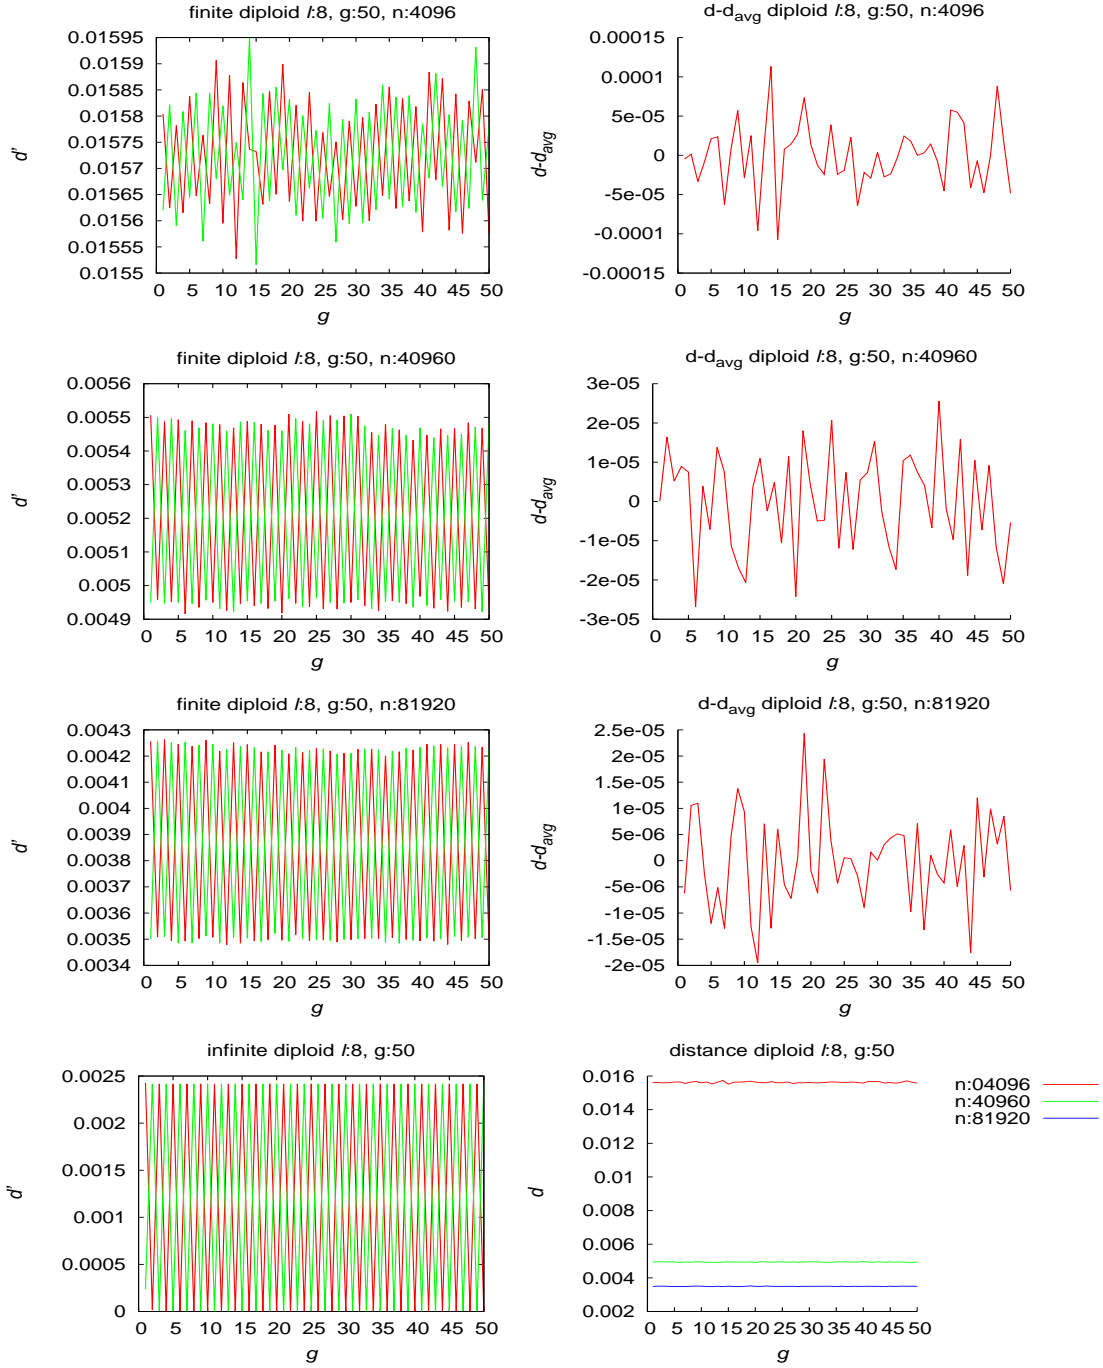 finite diploid l:8, g:50, n:4096
d'
0.01595
0.0159
0.01585
0.0158
0.01575
0.0157
0.01565
0.0156
0.01555
0.0155
0 5 10 15 20 25 30 35 40 45 50
g
d-davg diploid l:8, g:50, n:4096
d-davg
0.00015
0.0001
5e-05
0
-5e-05
-0.0001
-0.00015
0 5 10 15 20 25 30 35 40 45 50
g
finite diploid l:8, g:50, n:40960
d'
0.0056
0.0055
0.0054
0.0053
0.0052
0.0051
0.005
0.0049
0 5 10 15 20 25 30 35 40 45 50
g
d-davg diploid l:8, g:50, n:40960
d-davg
3e-05
2e-05
1e-05
0
-1e-05
-2e-05
-3e-05
0 5 10 15 20 25 30 35 40 45 50
g
finite diploid l:8, g:50, n:81920
d'
0.0043
0.0042
0.0041
0.004
0.0039
0.0038
0.0037
0.0036
0.0035
0.0034
0 5 10 15 20 25 30 35 40 45 50
g
d-davg diploid l:8, g:50, n:81920
d-davg
2.5e-05
2e-05
1.5e-05
1e-05
5e-06
0
-5e-06
-1e-05
-1.5e-05
-2e-05
0 5 10 15 20 25 30 35 40 45 50
g
infinite diploid l:8, g:50
d'
0.0025
0.002
0.0015
0.001
0.0005
0
0 5 10 15 20 25 30 35 40 45 50
g
distance diploid l:8, g:50
d
0.016
0.014
0.012
0.01
0.008
0.006
0.004
0.002
0 5 10 15 20 25 30 35 40 45 50
g
n:04096
n:40960
n:81920